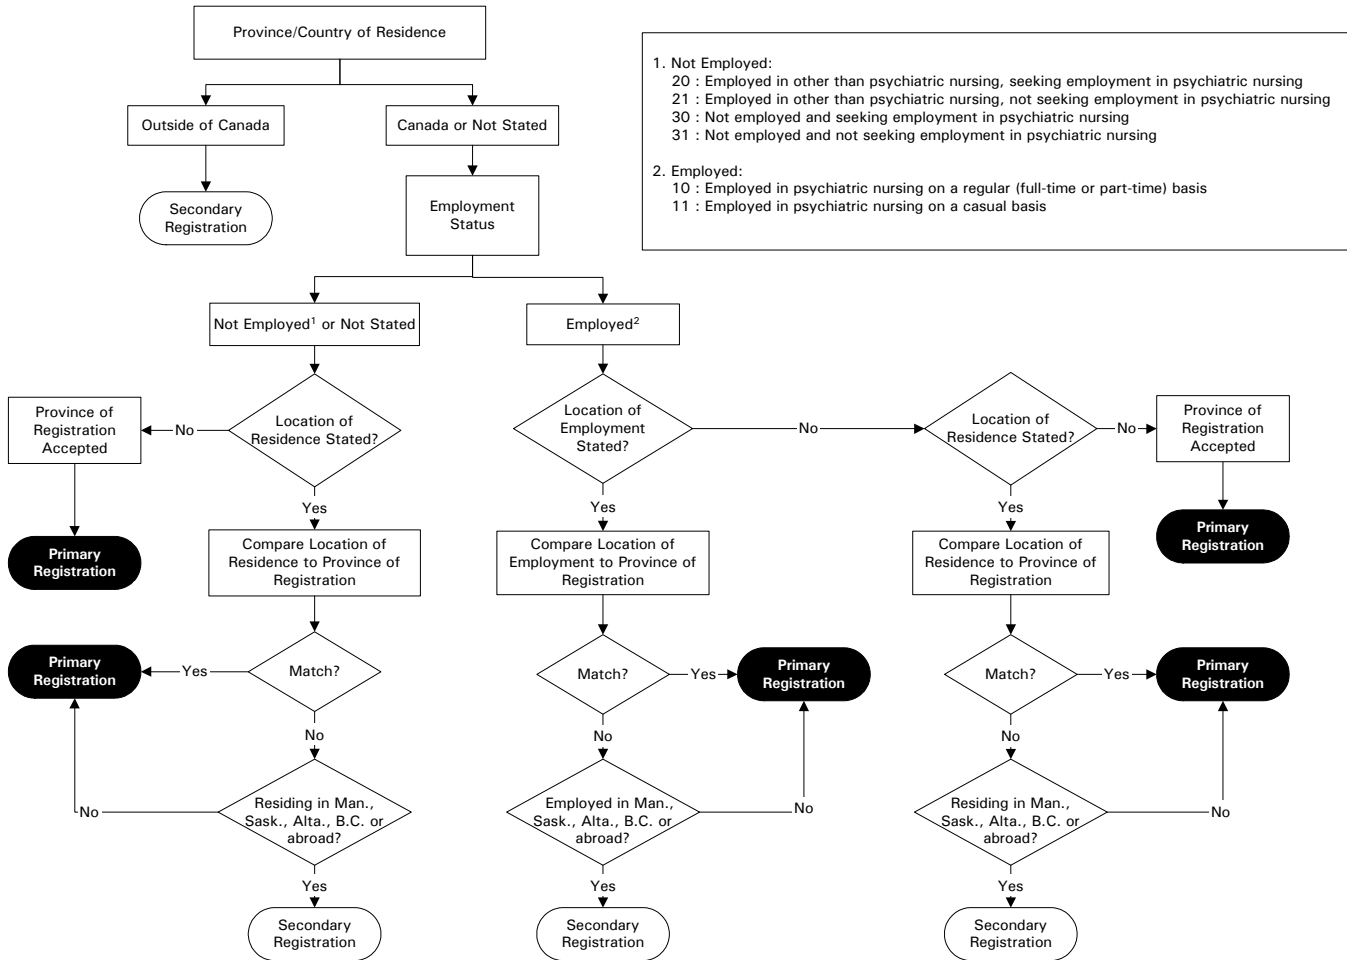 Province/Country of Residence
1. Not Employed:
20 : Employed in other than psychiatric nursing, seeking employment in psychiatric nursing
21 : Employed in other than psychiatric nursing, not seeking employment in psychiatric nursing
30 : Not employed and seeking employment in psychiatric nursing
31 : Not employed and not seeking employment in psychiatric nursing
2. Employed:
10 : Employed in psychiatric nursing on a regular (full-time or part-time) basis
11 : Employed in psychiatric nursing on a casual basis
Outside of Canada
Canada or Not Stated
Secondary
Registration
Employment
Status
Not Employed1 or Not Stated
Employed2
Province of
Registration
Accepted
No
Location of
Residence Stated?
Location of
Employment
Stated?
No
Location of
Residence Stated?
No
Province of
Registration
Accepted
Yes
Yes
Yes
Primary
Registration
Compare Location of
Residence to Province of
Registration
Compare Location of
Employment to Province of
Registration
Compare Location of
Residence to Province of
Registration
Primary
Registration
Primary
Registration
Yes
Match?
Match?
Yes
Primary
Registration
Match?
Yes
Primary
Registration
No
No
No
No
Residing in Man.,
Sask., Alta., B.C. or
abroad?
Employed in Man.,
Sask., Alta., B.C. or
abroad?
No
Residing in Man.,
Sask., Alta., B.C. or
abroad?
No
Yes
Yes
Yes
Secondary
Registration
Secondary
Registration
Secondary
Registration